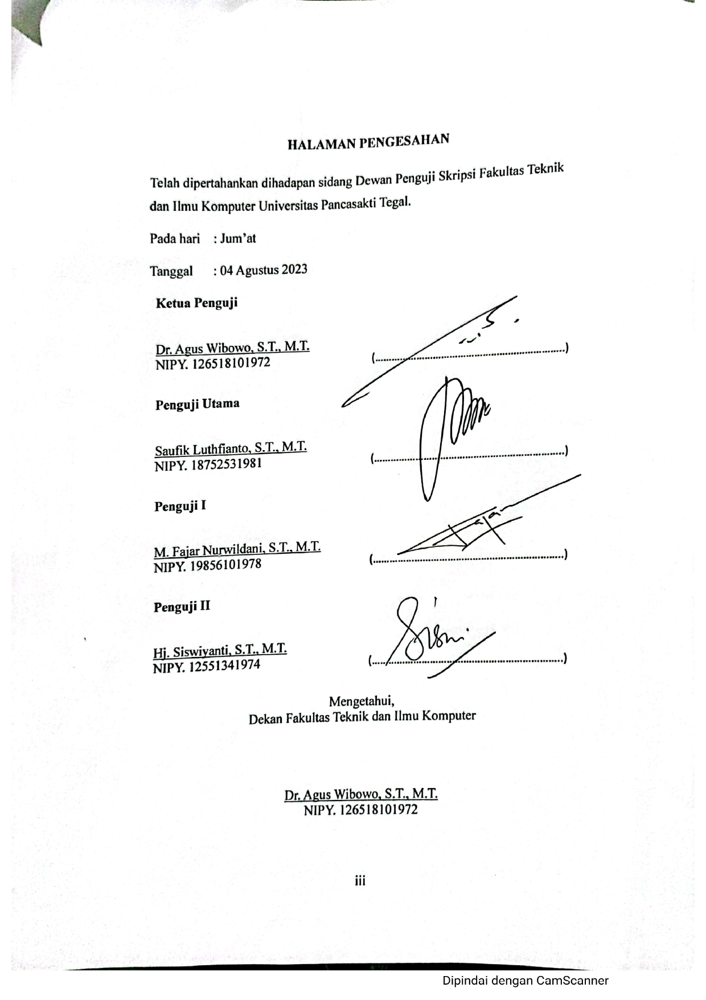 HALAMAN PENGESAHAN
Telah dipertahankan dihadapan sidang Dewan Penguji Skripsi Fakultas Teknik
dan Ilmu Komputer Universitas Pancasakti Tegal.
Pada hari : Jum'at
Tanggal : 04 Agustus 2023
Ketua Penguji
Dr. Agus Wibowo, S.T., M.T.
NIPY. 126518101972
(....................................................................)
Penguji Utama
Saufik Luthfianto, S.T., M.T.
NIPY. 18752531981
(....................................................................)
Penguji I
M. Fajar Nurwildani, S.T., M.T.
NIPY. 19856101978
(....................................................................)
Penguji II
Hj. Siswiyanti, S.T., M.T.
NIPY. 12551341974
(....................................................................)
Mengetahui,
Dekan Fakultas Teknik dan Ilmu Komputer
Dr. Agus Wibowo, S.T., M.T.
NIPY. 126518101972
iii
Dipindai dengan CamScanner